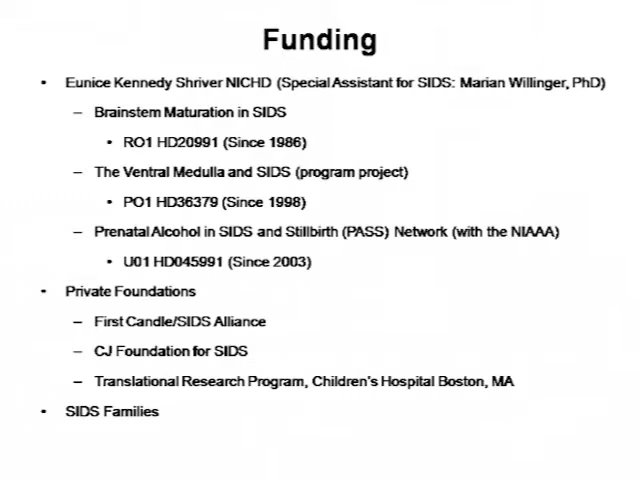 Funding
• Eunice Kennedy Shriver NICHD (Special Assistant for SIDS: Marian Willinger, PhD)
– Brainstem Maturation in SIDS
• RO1 HD20991 (Since 1986)
– The Ventral Medulla and SIDS (program project)
• PO1 HD36379 (Since 1998)
– Prenatal Alcohol in SIDS and Stillbirth (PASS) Network (with the NIAAA)
• U01 HD045991 (Since 2003)
• Private Foundations
– First Candle/SIDS Alliance
– CJ Foundation for SIDS
– Translational Research Program, Children's Hospital Boston, MA
• SIDS Families